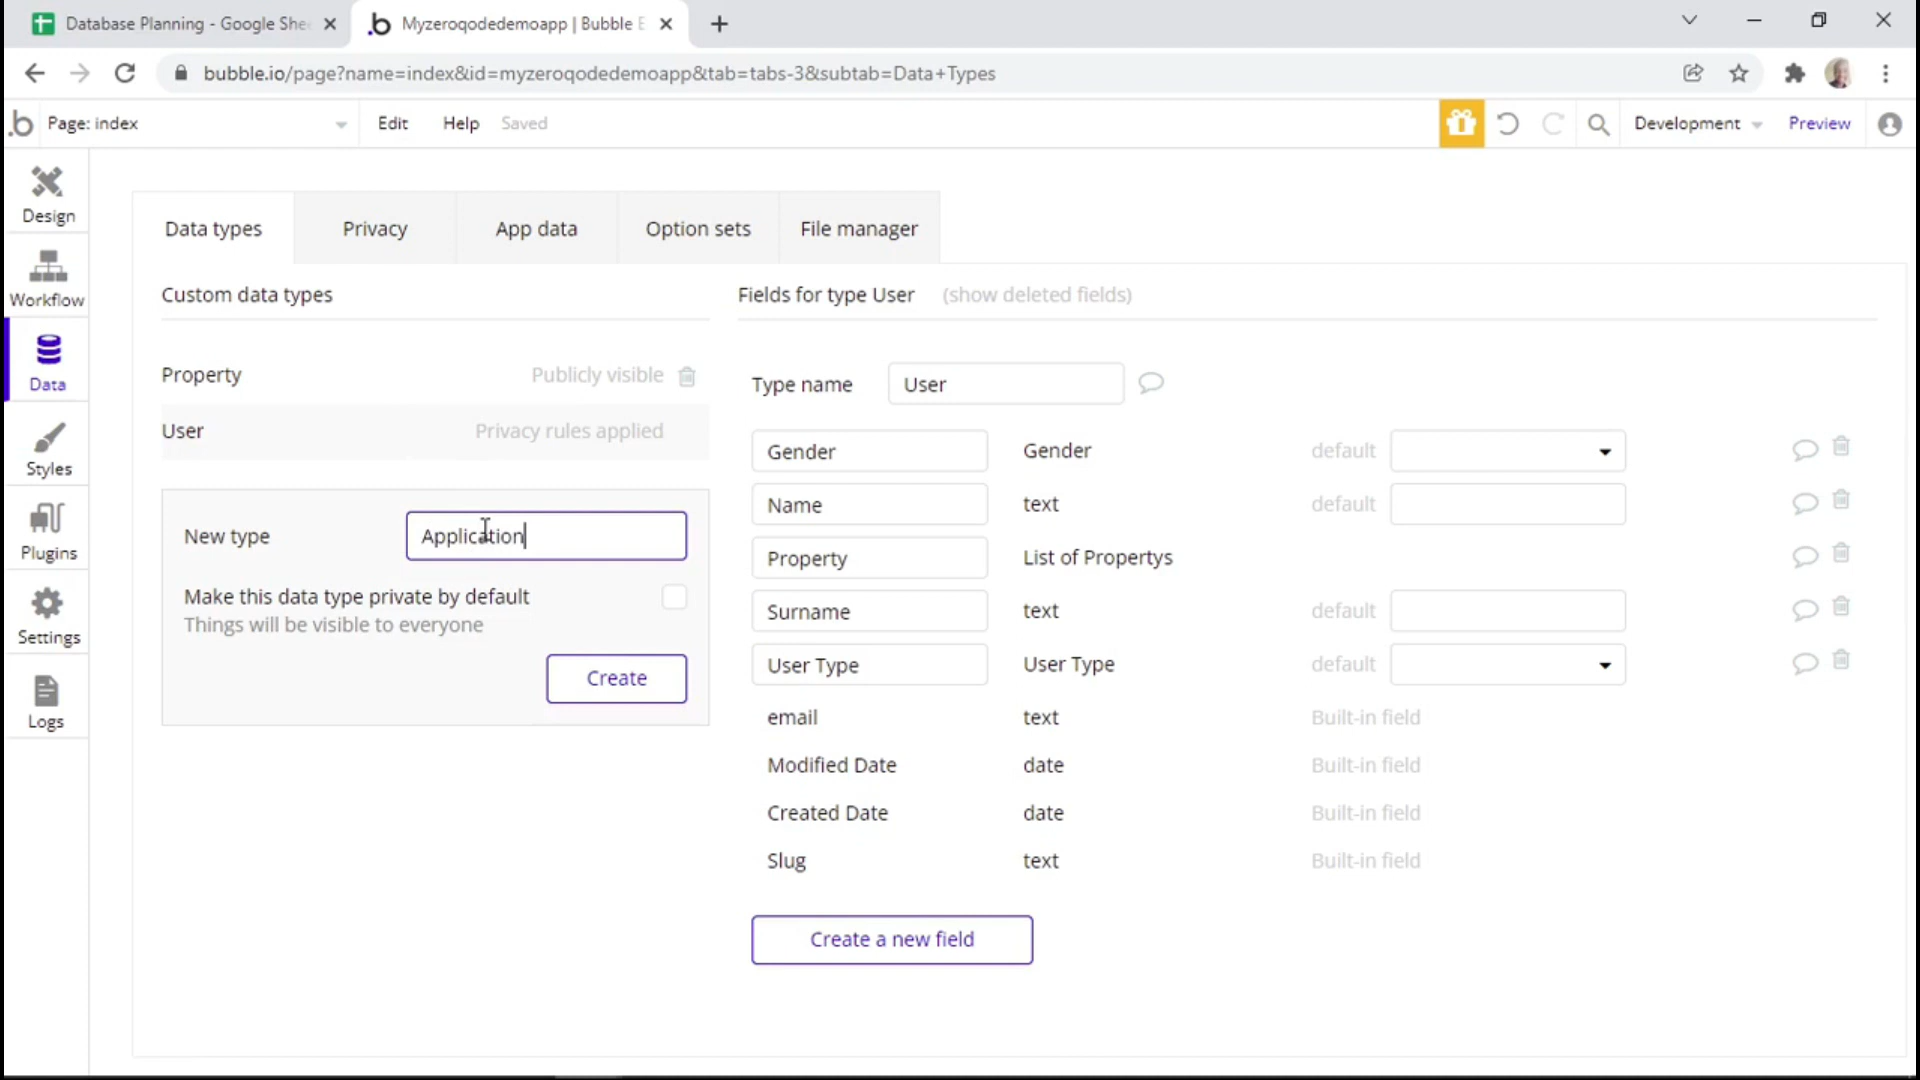 Database Planning - Google She
Myzeroqodedemoapp | Bubble E
bubble.io/page?name=index&id=myzeroqodedemoapp&tab=tabs-3&subtab=Data+Types
Page: index
Edit
Help
Saved
Development
Preview
Design
Workflow
Data
Styles
Plugins
Settings
Logs
Data types
Privacy
App data
Option sets
File manager
Custom data types
Property
Publicly visible
User
Privacy rules applied
New type
Application
Make this data type private by default
Things will be visible to everyone
Create
Fields for type User
(show deleted fields)
Type name
User
Gender
Gender
default
Name
text
default
Property
List of Propertys
Surname
text
default
User Type
User Type
default
email
text
Built-in field
Modified Date
date
Built-in field
Created Date
date
Built-in field
Slug
text
Built-in field
Create a new field